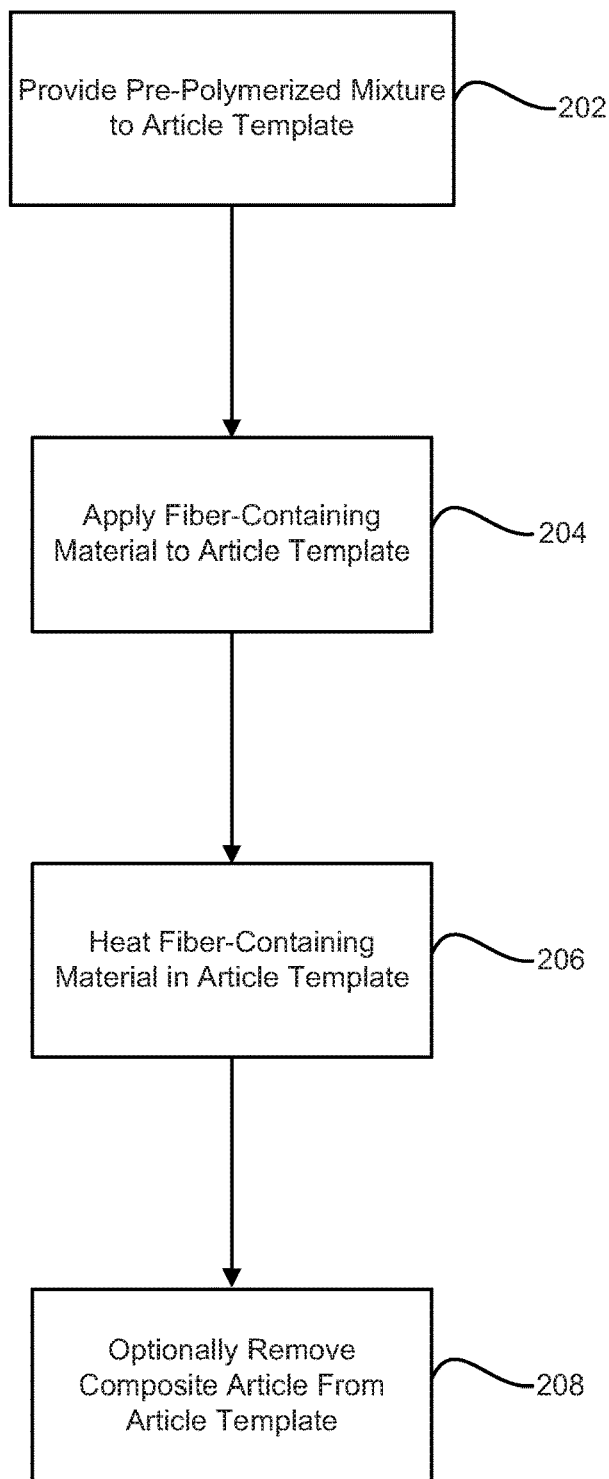 Provide Pre-Polymerized Mixture
to Article Template
202
Apply Fiber-Containing
Material to Article Template
204
Heat Fiber-Containing
Material in Article Template
206
Optionally Remove
Composite Article From
Article Template
208